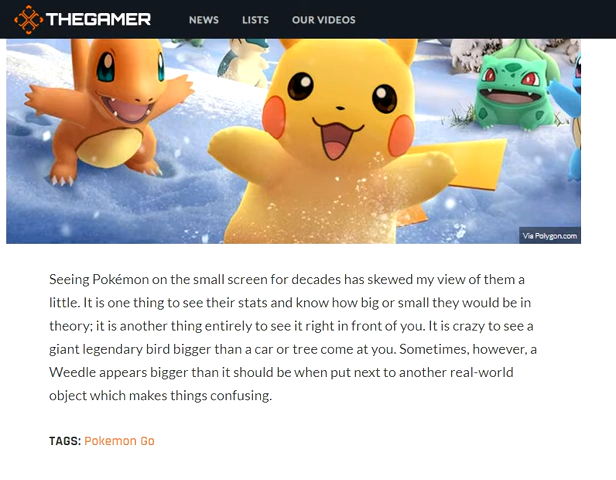 THEGAMER NEWS LISTS OUR VIDEOS
Via Polygon.com
Seeing Pokémon on the small screen for decades has skewed my view of them a
little. It is one thing to see their stats and know how big or small they would be in
theory; it is another thing entirely to see it right in front of you. It is crazy to see a
giant legendary bird bigger than a car or tree come at you. Sometimes, however, a
Weedle appears bigger than it should be when put next to another real-world
object which makes things confusing.
TAGS: Pokemon Go